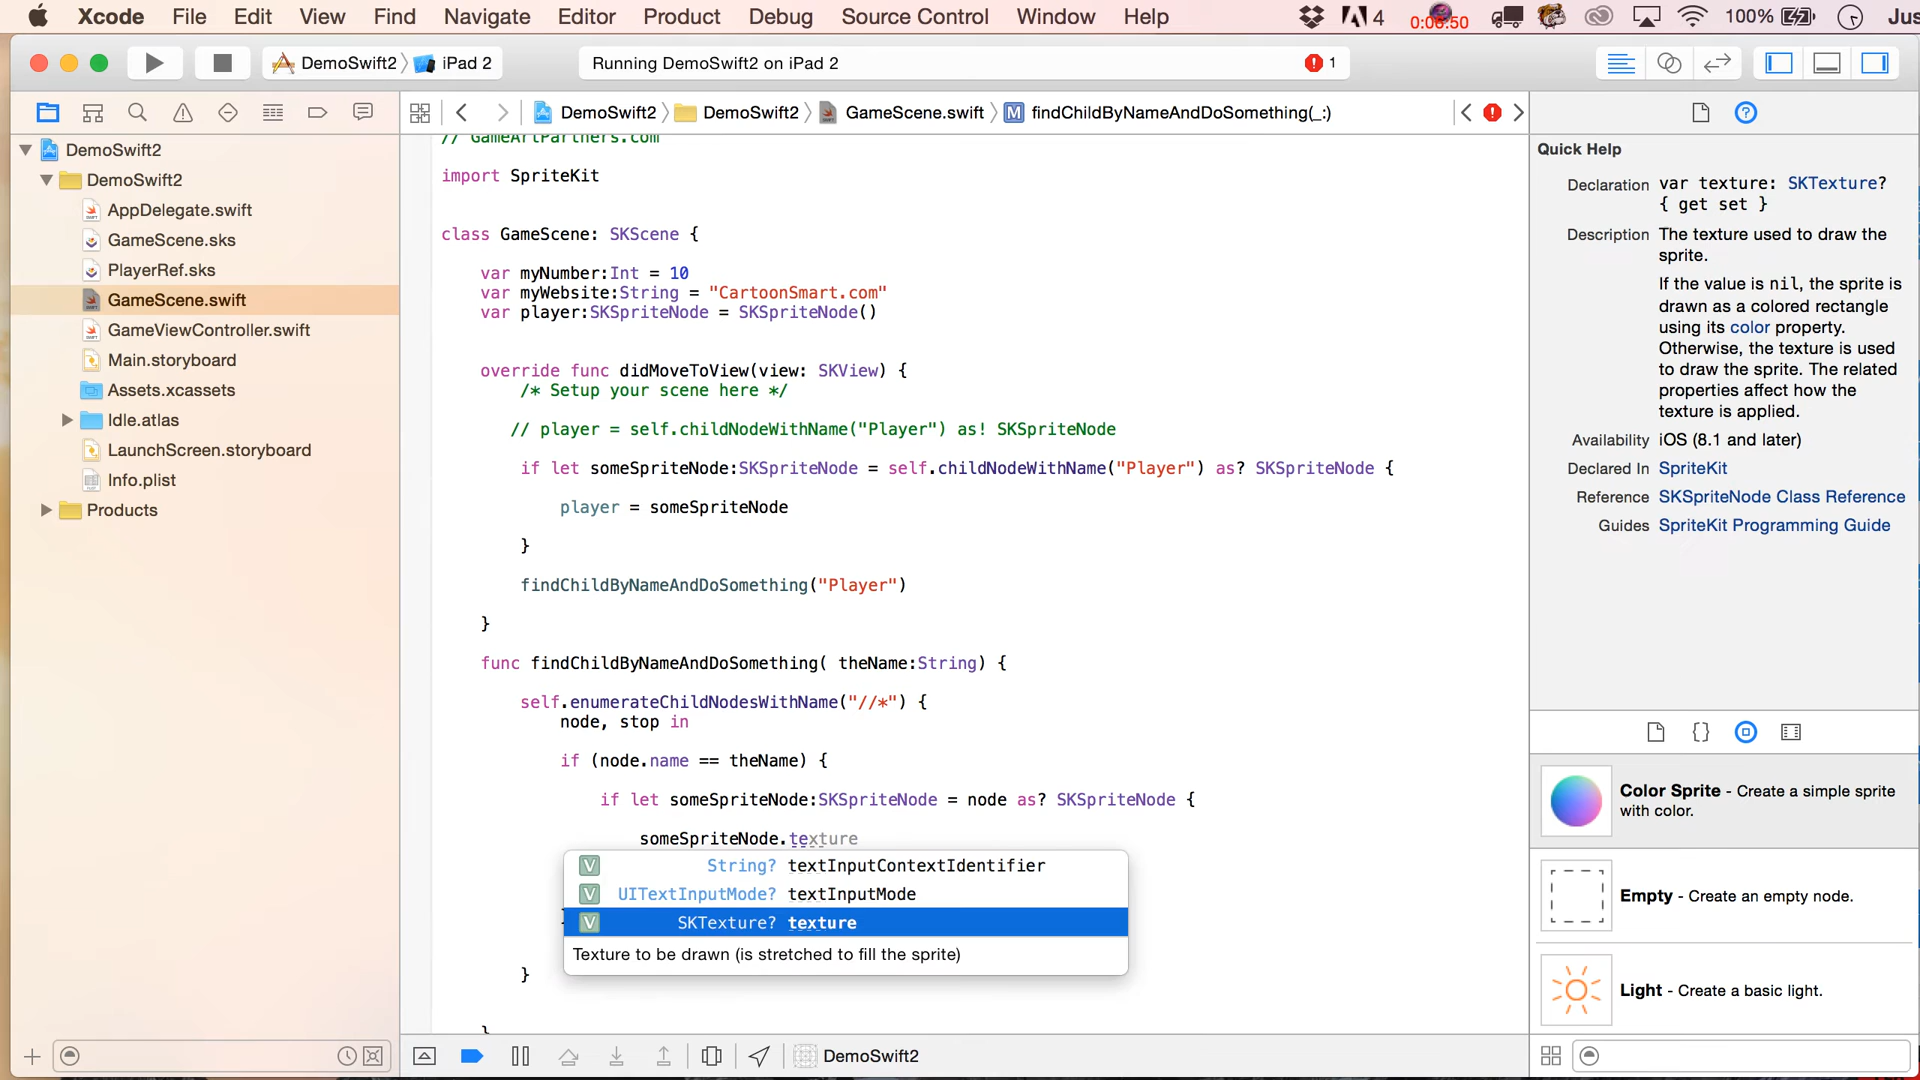 Xcode File Edit View Find Navigate Editor Product Debug Source Control Window Help 4 0:06:50 100% Jus
DemoSwift2 iPad 2 Running DemoSwift2 on iPad 2 1
DemoSwift2 DemoSwift2 GameScene.swift M findChildByNameAndDoSomething(_:)
DemoSwift2
DemoSwift2
AppDelegate.swift
GameScene.sks
PlayerRef.sks
GameScene.swift
GameViewController.swift
Main.storyboard
Assets.xcassets
Idle.atlas
LaunchScreen.storyboard
Info.plist
Products
// GameArtPartners.com
import SpriteKit
class GameScene: SKScene {
var myNumber:Int = 10
var myWebsite:String = "CartoonSmart.com"
var player:SKSpriteNode = SKSpriteNode()
override func didMoveToView(view: SKView) {
/* Setup your scene here */
// player = self.childNodeWithName("Player") as! SKSpriteNode
if let someSpriteNode:SKSpriteNode = self.childNodeWithName("Player") as? SKSpriteNode {
player = someSpriteNode
}
findChildByNameAndDoSomething("Player")
}
func findChildByNameAndDoSomething( theName:String) {
self.enumerateChildNodesWithName("//*") {
node, stop in
if (node.name == theName) {
if let someSpriteNode:SKSpriteNode = node as? SKSpriteNode {
someSpriteNode.texture
V String? textInputContextIdentifier
V UITextInputMode? textInputMode
V SKTexture? texture
Texture to be drawn (is stretched to fill the sprite)
}
}
DemoSwift2
Quick Help
Declaration var texture: SKTexture?
{ get set }
Description The texture used to draw the
sprite.
If the value is nil, the sprite is
drawn as a colored rectangle
using its color property.
Otherwise, the texture is used
to draw the sprite. The related
properties affect how the
texture is applied.
Availability iOS (8.1 and later)
Declared In SpriteKit
Reference SKSpriteNode Class Reference
Guides SpriteKit Programming Guide
Color Sprite - Create a simple sprite
with color.
Empty - Create an empty node.
Light - Create a basic light.